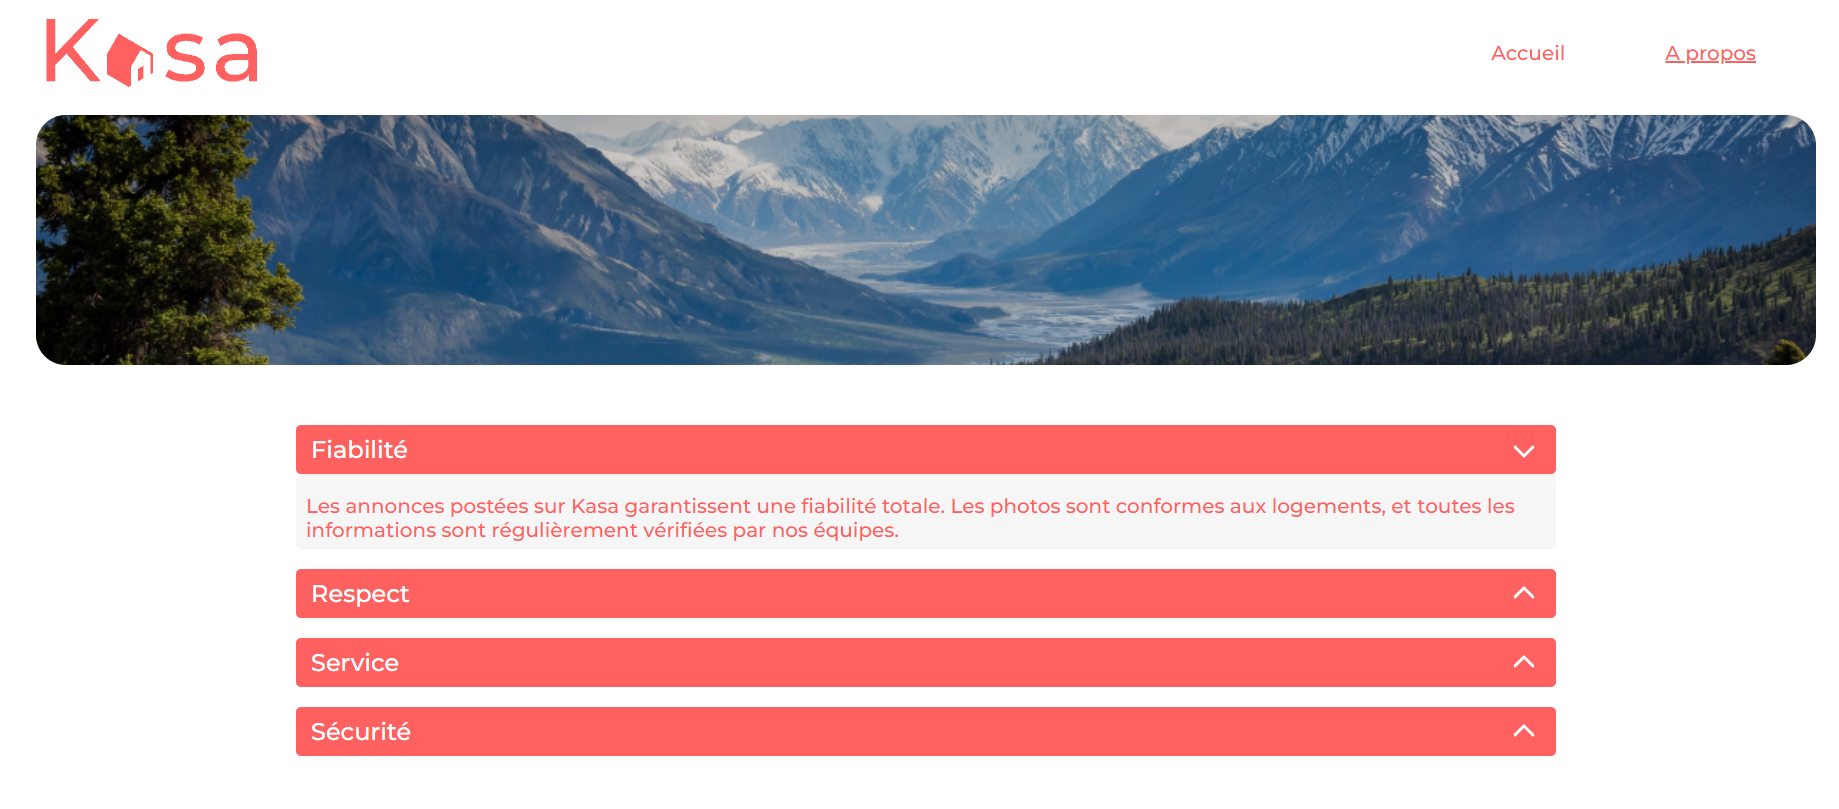 Kasa
Accueil
A propos
Fiabilité
Les annonces postées sur Kasa garantissent une fiabilité totale. Les photos sont conformes aux logements, et toutes les
informations sont régulièrement vérifiées par nos équipes.
Respect
Service
Sécurité